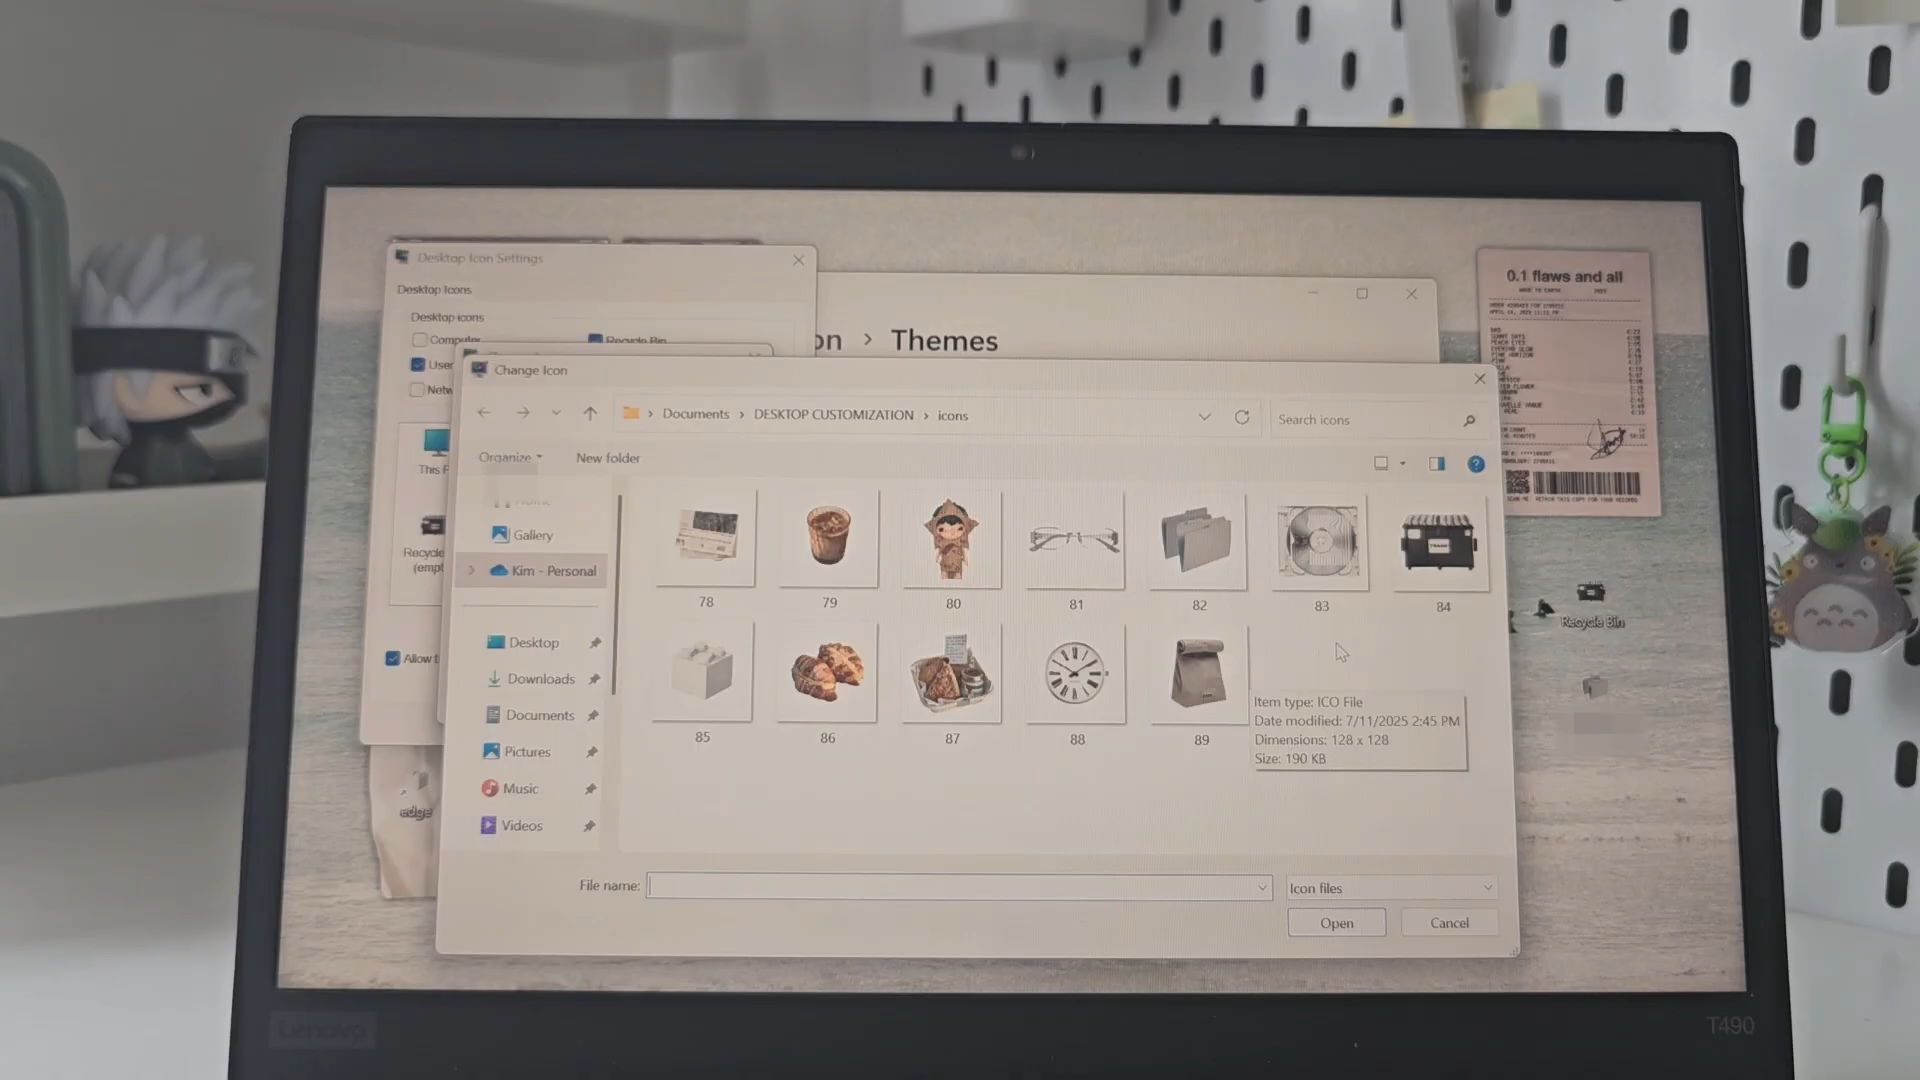 Desktop Icon Settings
Desktop Icons
Desktop icons
Computer
Recycle Bin
on > Themes
Change Icon
Documents > DESKTOP CUSTOMIZATION > icons
Search icons
Organize
New folder
Home
Gallery
Kim - Personal
Desktop
Downloads
Documents
Pictures
Music
Videos
78
79
80
81
82
83
84
85
86
87
88
89
TRASH
Item type: ICO File
Date modified: 7/11/2025 2:45 PM
Dimensions: 128 x 128
Size: 190 KB
File name:
Icon files
Open
Cancel
User
Netw
This P
Recycle
(empt
Allow t
edge
0.1 flaws and all
Recycle Bin
Lenovo
T490